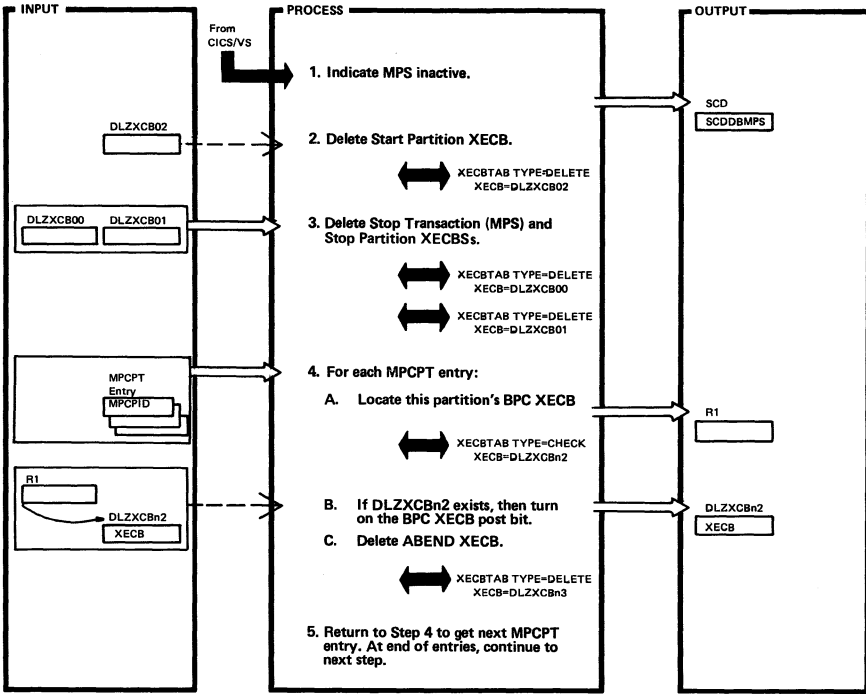 INPUT
PROCESS
OUTPUT
From
CICS/VS
1. Indicate MPS inactive.
SCD
SCDDBMPS
DLZXCB02
2. Delete Start Partition XECB.
XECBTAB TYPE=DELETE
XECB=DLZXCB02
DLZXCB00 DLZXCB01
3. Delete Stop Transaction (MPS) and
Stop Partition XECBSs.
XECBTAB TYPE=DELETE
XECB=DLZXCB00
XECBTAB TYPE=DELETE
XECB=DLZXCB01
MPCPT
Entry
MPCPID
4. For each MPCPT entry:
A. Locate this partition's BPC XECB
R1
XECBTAB TYPE=CHECK
XECB=DLZXCBn2
R1
DLZXCBn2
XECB
B. If DLZXCBn2 exists, then turn
on the BPC XECB post bit.
DLZXCBn2
XECB
C. Delete ABEND XECB.
XECBTAB TYPE=DELETE
XECB=DLZXCBn3
5. Return to Step 4 to get next MPCPT
entry. At end of entries, continue to
next step.